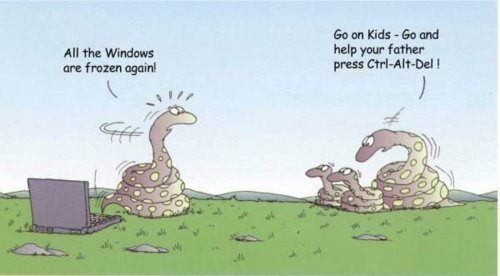 All the Windows
are frozen again!
Go on Kids - Go and
help your father
press Ctrl-Alt-Del !